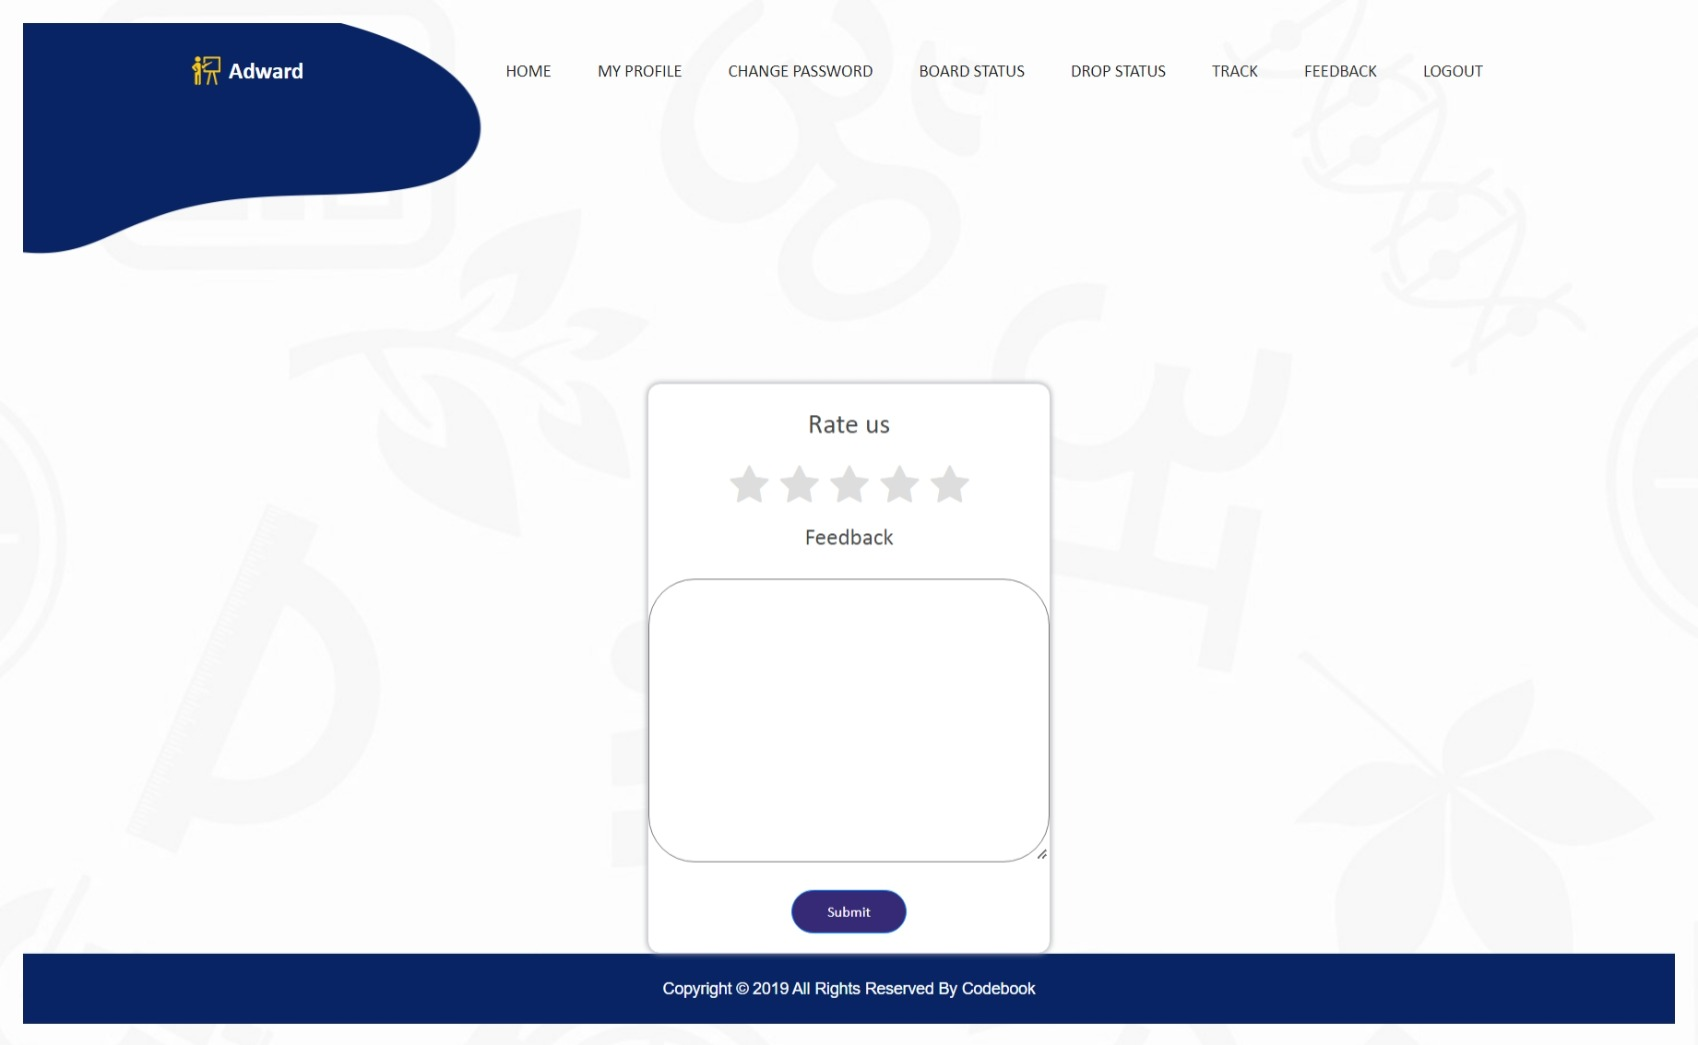 Adward
HOME MY PROFILE CHANGE PASSWORD BOARD STATUS DROP STATUS TRACK FEEDBACK LOGOUT
Rate us
Feedback
Submit
Copyright © 2019 All Rights Reserved By Codebook